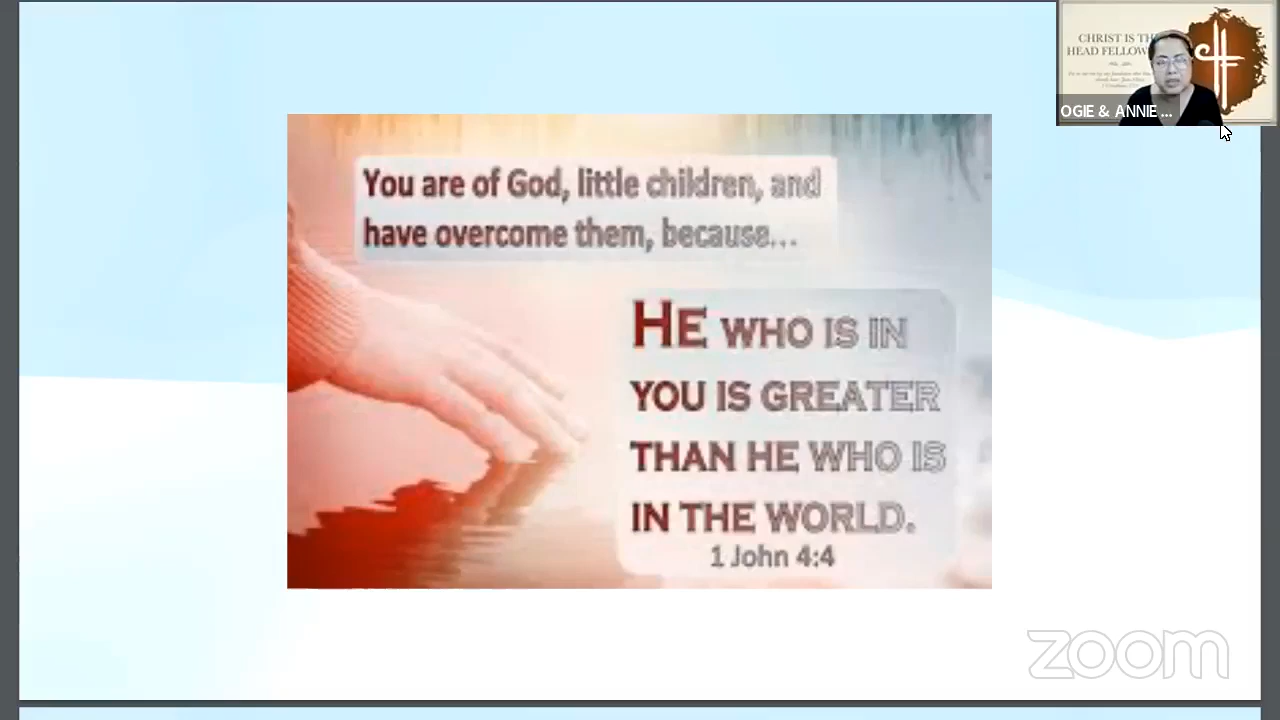 CHRIST IS TH
HEAD FELLOW
OGIE & ANNIE ...
You are of God, little children, and
have overcome them, because...
HE WHO IS IN
YOU IS GREATER
THAN HE WHO IS
IN THE WORLD.
1 John 4:4
zoom